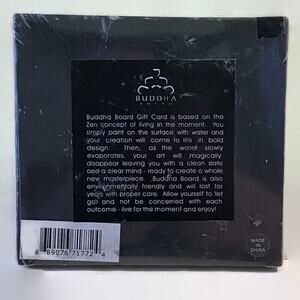 BUDDHA
BOARD
Buddha Board Gift Card is based on the
Zen concept of living in the moment. You
simply paint on the surface with water and
your creation will come to life in bold
design. Then, as the water slowly
evaporates, your art will magically
disappear leaving you with a clean slate
and a clear mind - ready to create a whole
new masterpiece. Buddha Board is also
environmentally friendly and will last for
years with proper care. Allow yourself to let
go and not be concerned with each
outcome - live for the moment and enjoy!
6 89076 71772 4
MADE
IN
CHINA